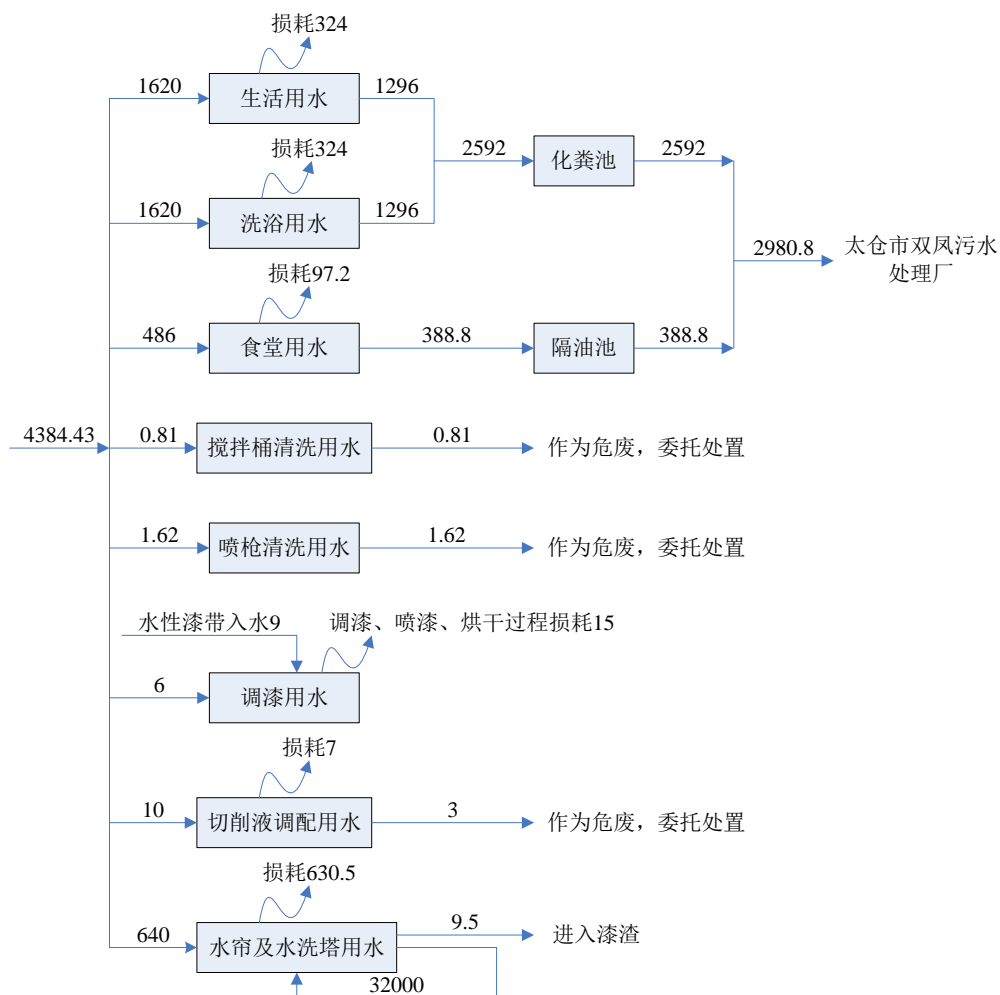 损耗324
1620
生活用水
1296
损耗324
2592
化粪池
2592
1620
洗浴用水
1296
2980.8
太仓市双凤污水
处理厂
损耗97.2
486
食堂用水
388.8
隔油池
388.8
4384.43
0.81
搅拌桶清洗用水
0.81
作为危废，委托处置
1.62
喷枪清洗用水
1.62
作为危废，委托处置
水性漆带入水9
调漆、喷漆、烘干过程损耗15
6
调漆用水
损耗7
10
切削液调配用水
3
作为危废，委托处置
损耗630.5
640
水帘及水洗塔用水
9.5
进入漆渣
32000